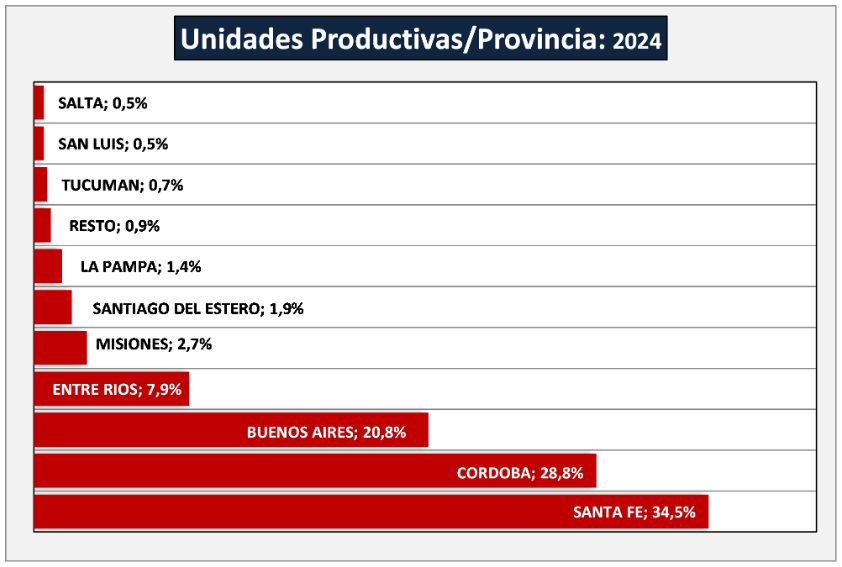 Unidades Productivas/Provincia: 2024
SALTA; 0,5%
SAN LUIS; 0,5%
TUCUMAN; 0,7%
RESTO; 0,9%
LA PAMPA; 1,4%
SANTIAGO DEL ESTERO; 1,9%
MISIONES; 2,7%
ENTRE RIOS; 7,9%
BUENOS AIRES; 20,8%
CORDOBA; 28,8%
SANTA FE; 34,5%